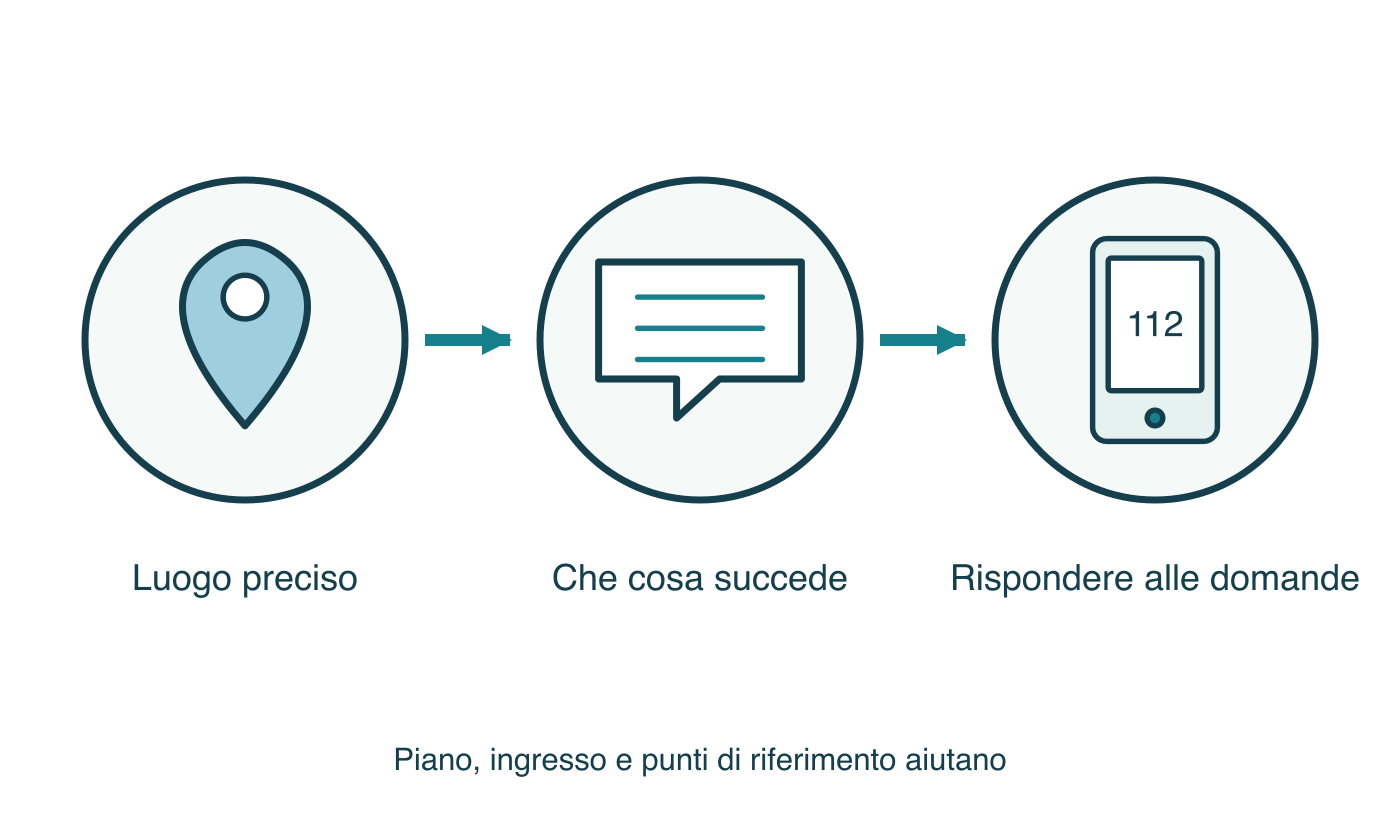 112
Luogo preciso
Che cosa succede
Rispondere alle domande
Piano, ingresso e punti di riferimento aiutano